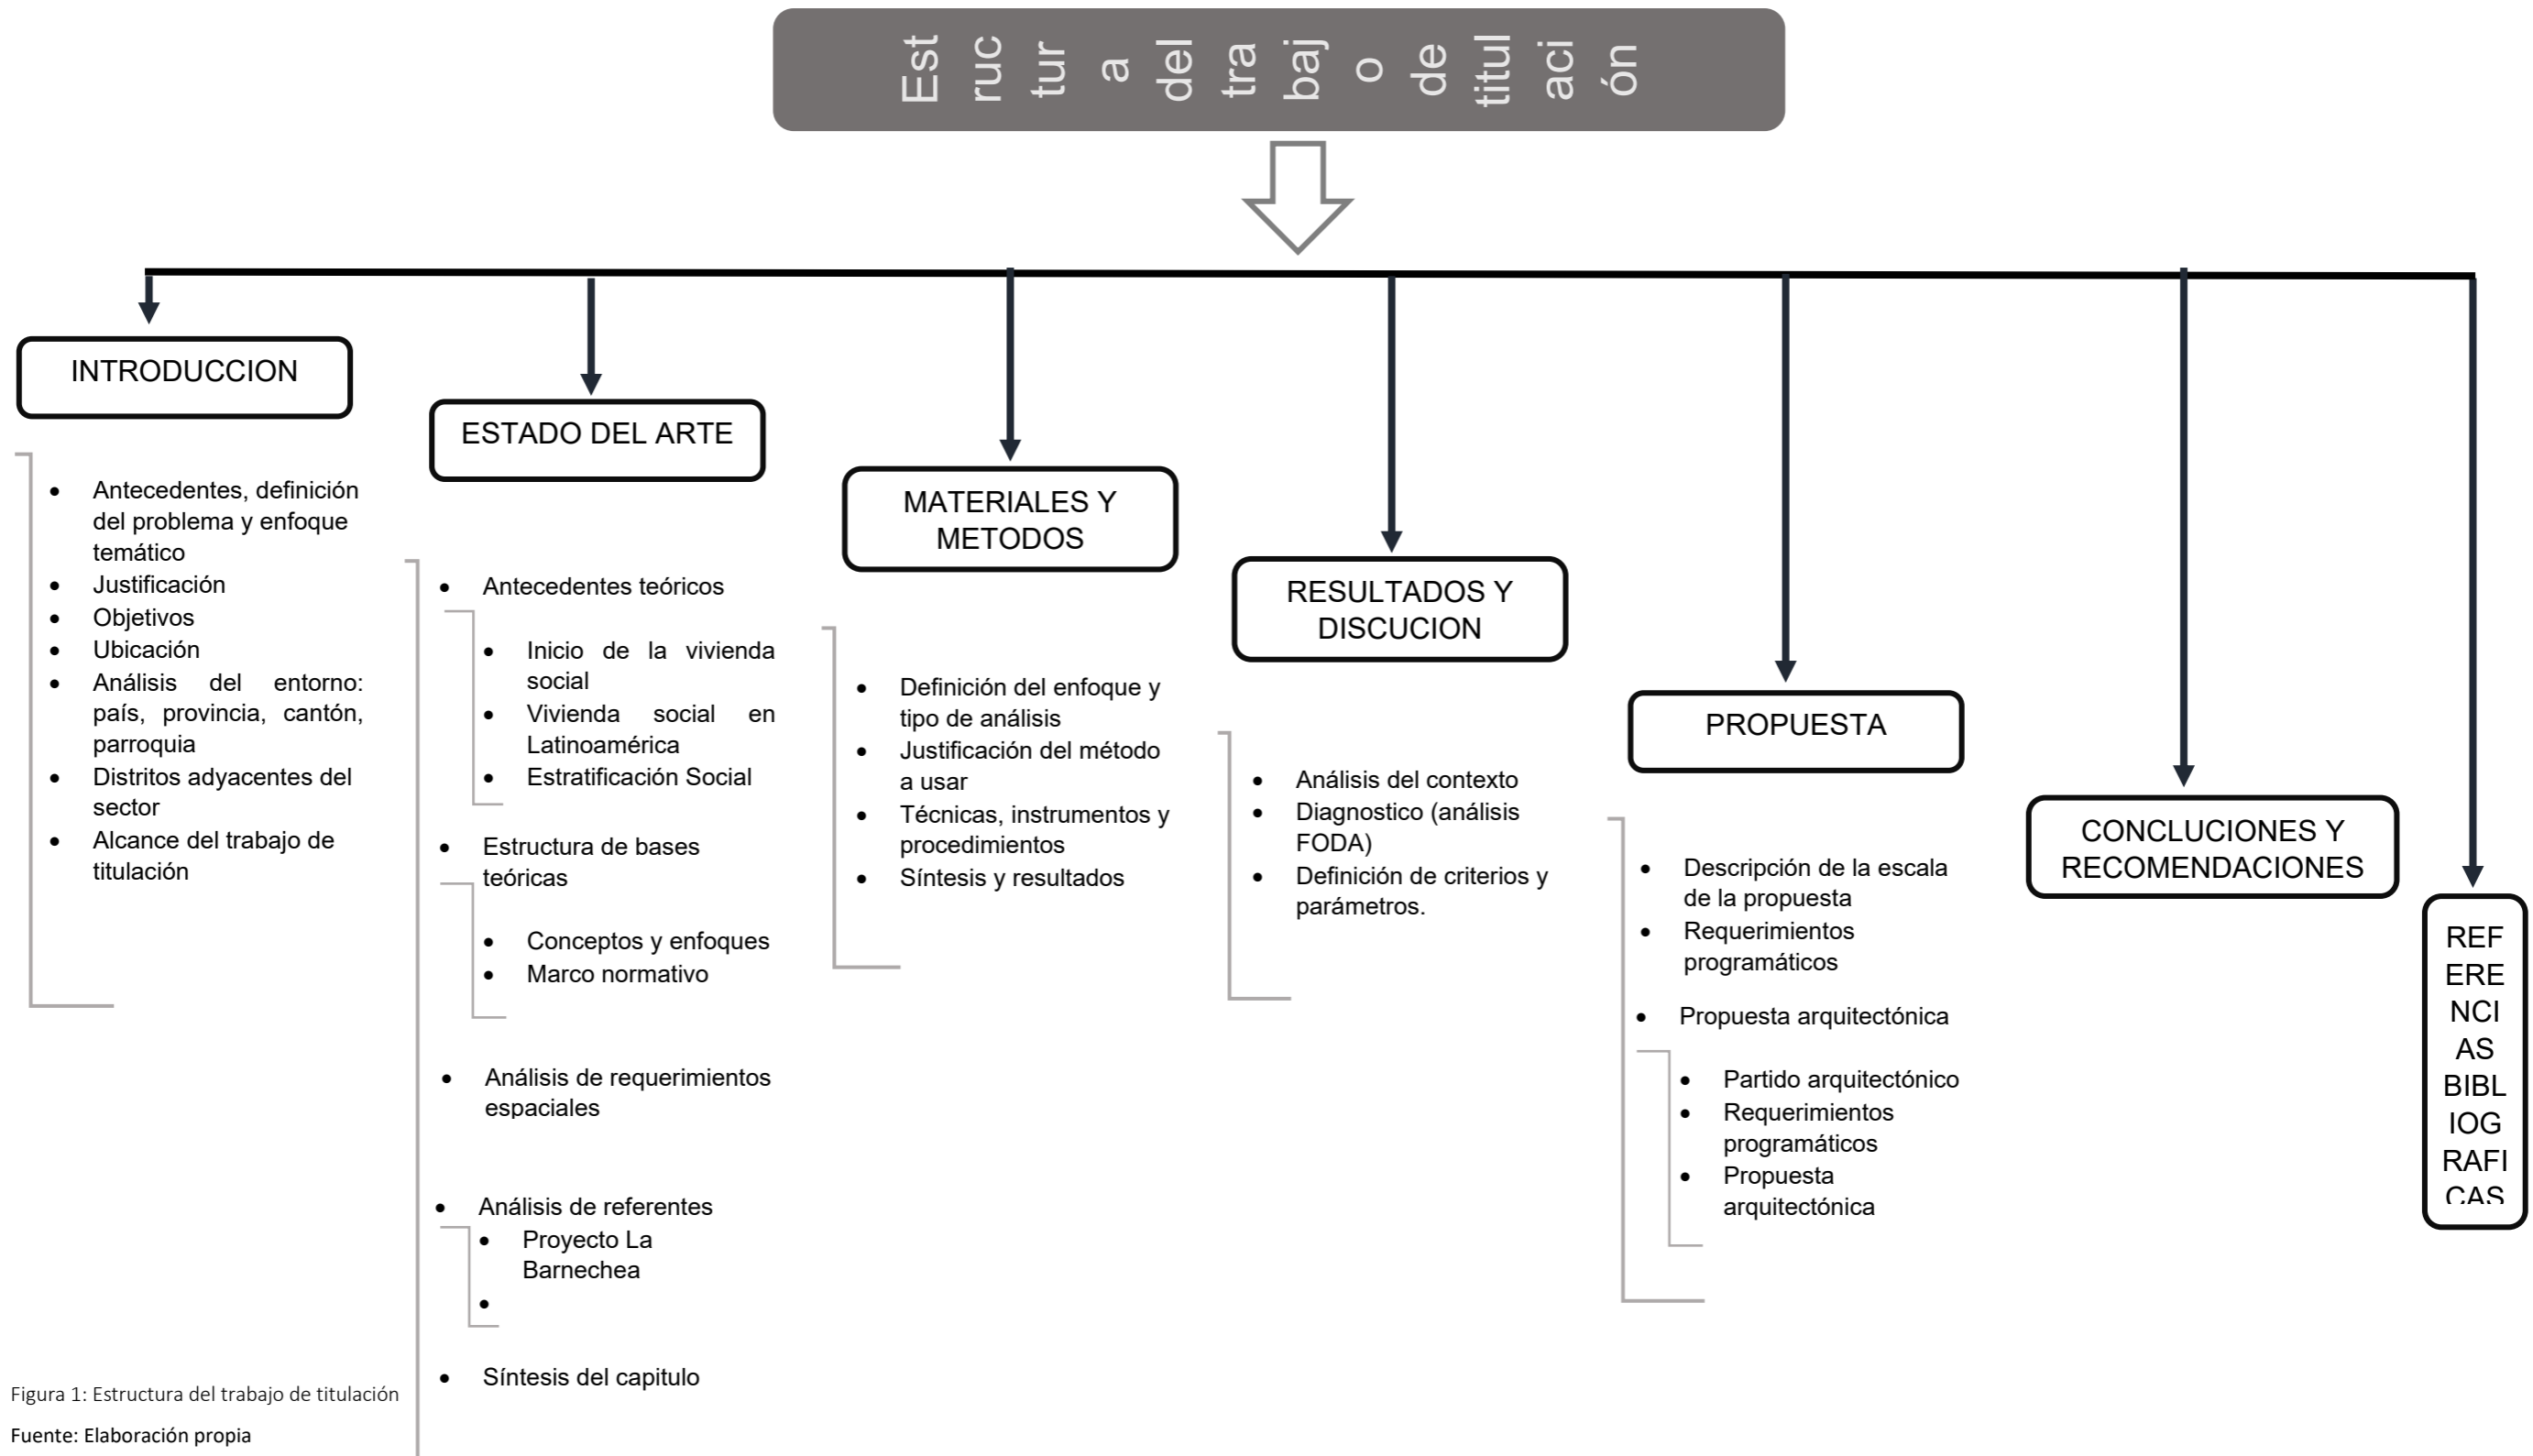 Est
ruc
tur
a
del
tra
baj
o
de
titul
aci
ón
INTRODUCCION
• Antecedentes, definición
del problema y enfoque
temático
• Justificación
• Objetivos
• Ubicación
• Análisis del entorno:
país, provincia, cantón,
parroquia
• Distritos adyacentes del
sector
• Alcance del trabajo de
titulación
ESTADO DEL ARTE
• Antecedentes teóricos
• Inicio de la vivienda
social
• Vivienda social en
Latinoamérica
• Estratificación Social
• Estructura de bases
teóricas
• Conceptos y enfoques
• Marco normativo
• Análisis de requerimientos
espaciales
• Análisis de referentes
• Proyecto La
Barnechea
•
• Síntesis del capitulo
MATERIALES Y
METODOS
• Definición del enfoque y
tipo de análisis
• Justificación del método
a usar
• Técnicas, instrumentos y
procedimientos
• Síntesis y resultados
RESULTADOS Y
DISCUCION
• Análisis del contexto
• Diagnostico (análisis
FODA)
• Definición de criterios y
parámetros.
PROPUESTA
• Descripción de la escala
de la propuesta
• Requerimientos
programáticos
• Propuesta arquitectónica
• Partido arquitectónico
• Requerimientos
programáticos
• Propuesta
arquitectónica
CONCLUCIONES Y
RECOMENDACIONES
REF
ERE
NCI
AS
BIBL
IOG
RAFI
CAS
Figura 1: Estructura del trabajo de titulación
Fuente: Elaboración propia